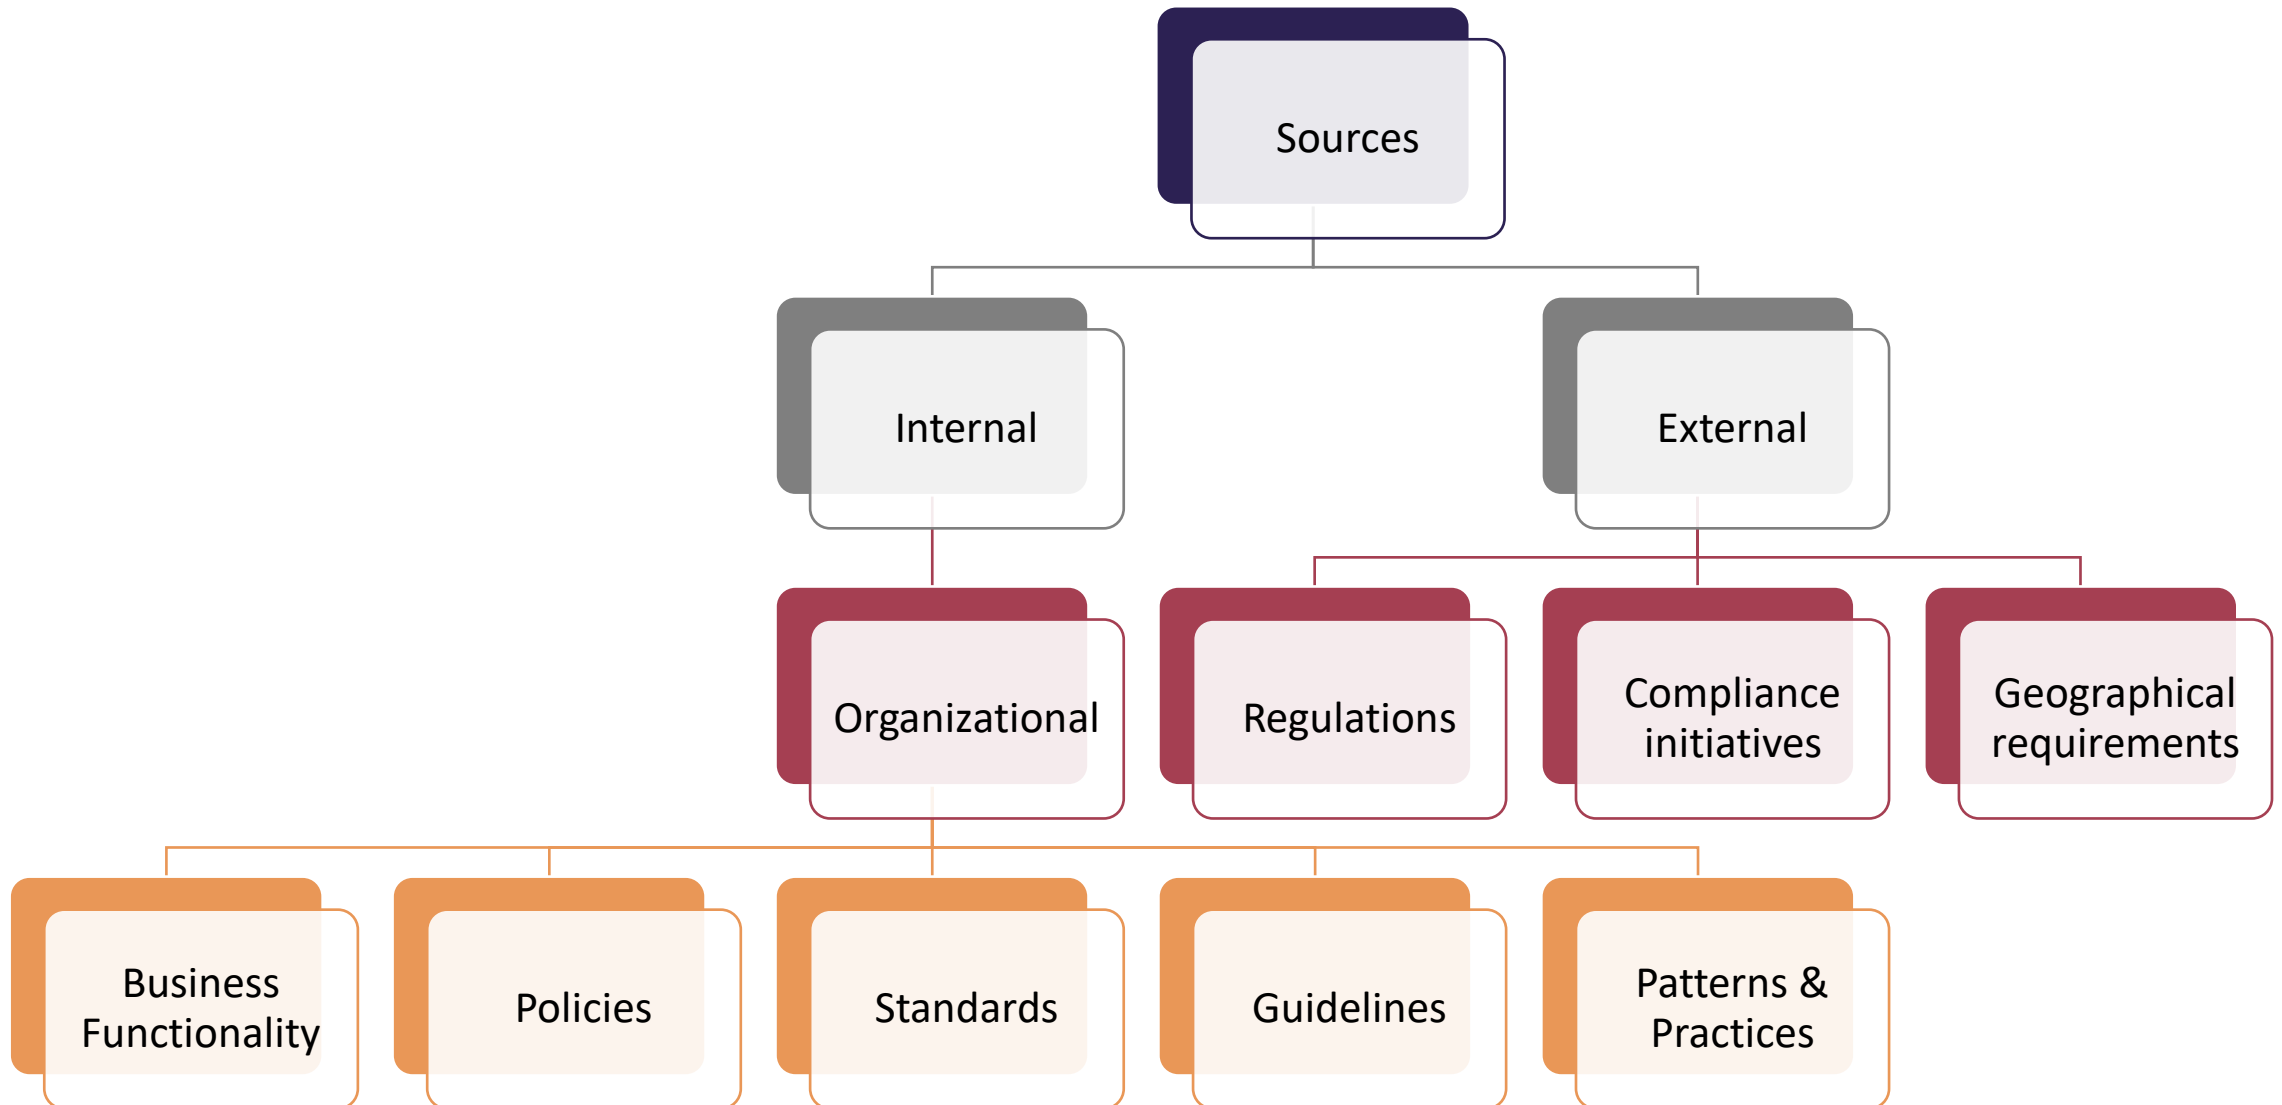 Sources
Internal
External
Organizational
Regulations
Compliance
initiatives
Geographical
requirements
Business
Functionality
Policies
Standards
Guidelines
Patterns &
Practices